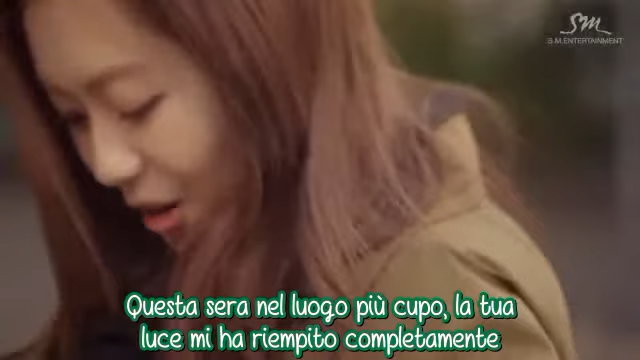 SM
S.M.ENTERTAINMENT
Questa sera nel luogo più cupo, la tua
luce mi ha riempito completamente